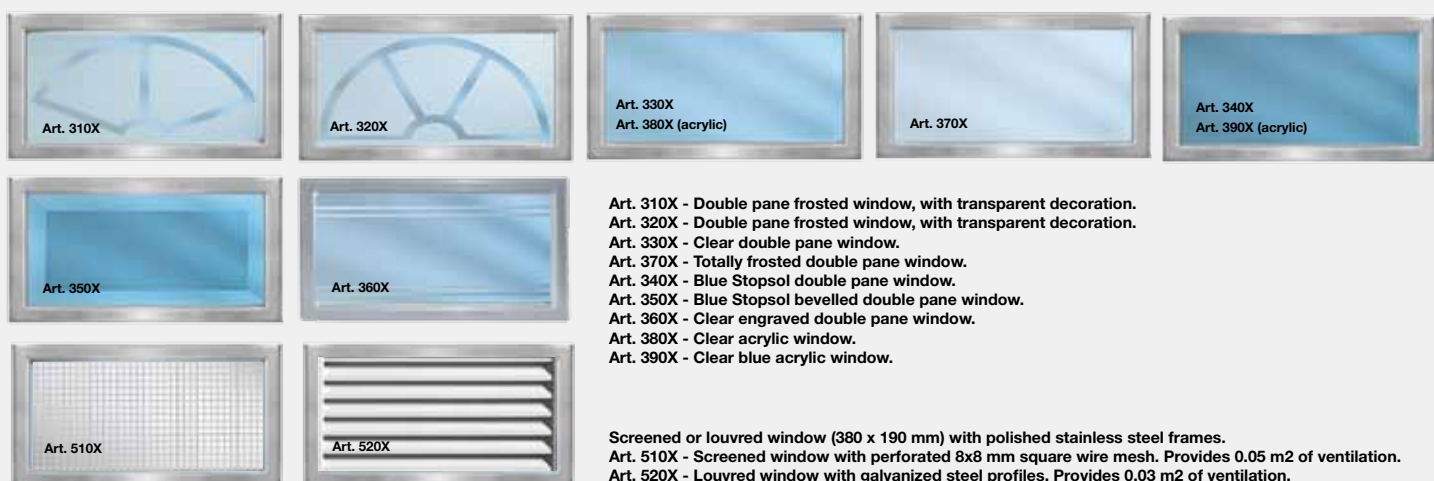 Art. 310X
Art. 320X
Art. 330X
Art. 380X (acrylic)
Art. 370X
Art. 340X
Art. 390X (acrylic)
Art. 350X
Art. 360X
Art. 510X
Art. 520X
Art. 310X - Double pane frosted window, with transparent decoration.
Art. 320X - Double pane frosted window, with transparent decoration.
Art. 330X - Clear double pane window.
Art. 370X - Totally frosted double pane window.
Art. 340X - Blue Stopsol double pane window.
Art. 350X - Blue Stopsol bevelled double pane window.
Art. 360X - Clear engraved double pane window.
Art. 380X - Clear acrylic window.
Art. 390X - Clear blue acrylic window.
Screened or louvred window (380 x 190 mm) with polished stainless steel frames.
Art. 510X - Screened window with perforated 8x8 mm square wire mesh. Provides 0.05 m2 of ventilation.
Art. 520X - Louvred window with galvanized steel profiles. Provides 0.03 m2 of ventilation.